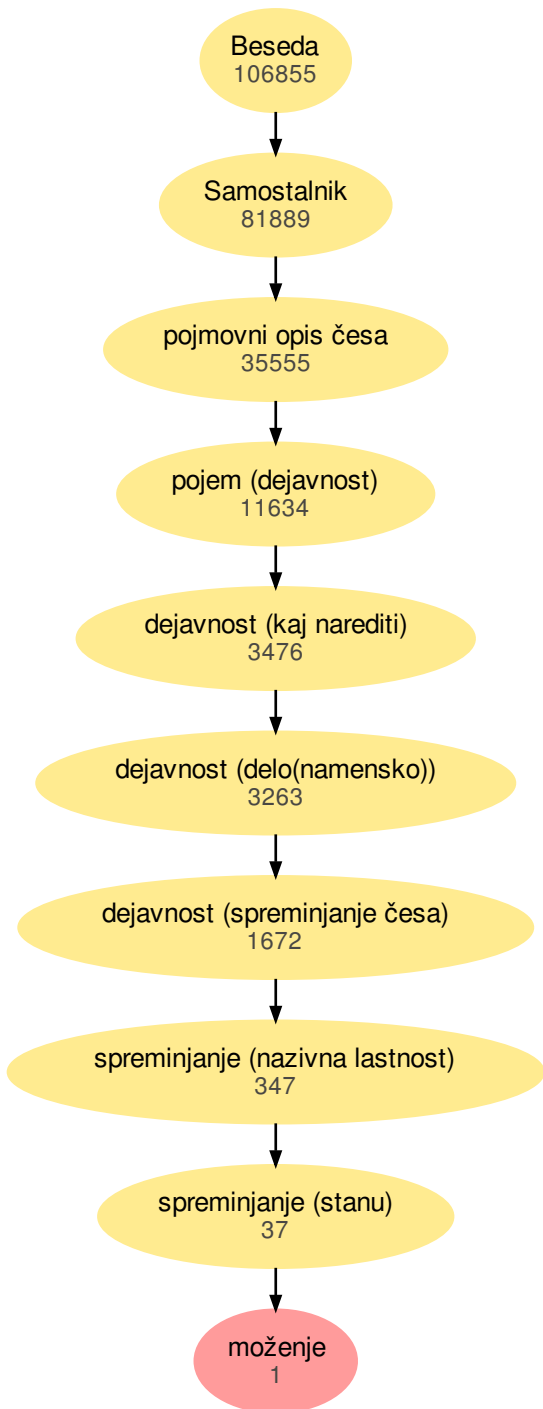 Beseda
106855
Samostalnik
81889
pojmovni opis česa
35555
pojem (dejavnost)
11634
dejavnost (kaj narediti)
3476
dejavnost (delo(namensko))
3263
dejavnost (spreminjanje česa)
1672
spreminjanje (nazivna lastnost)
347
spreminjanje (stanu)
37
moženje
1